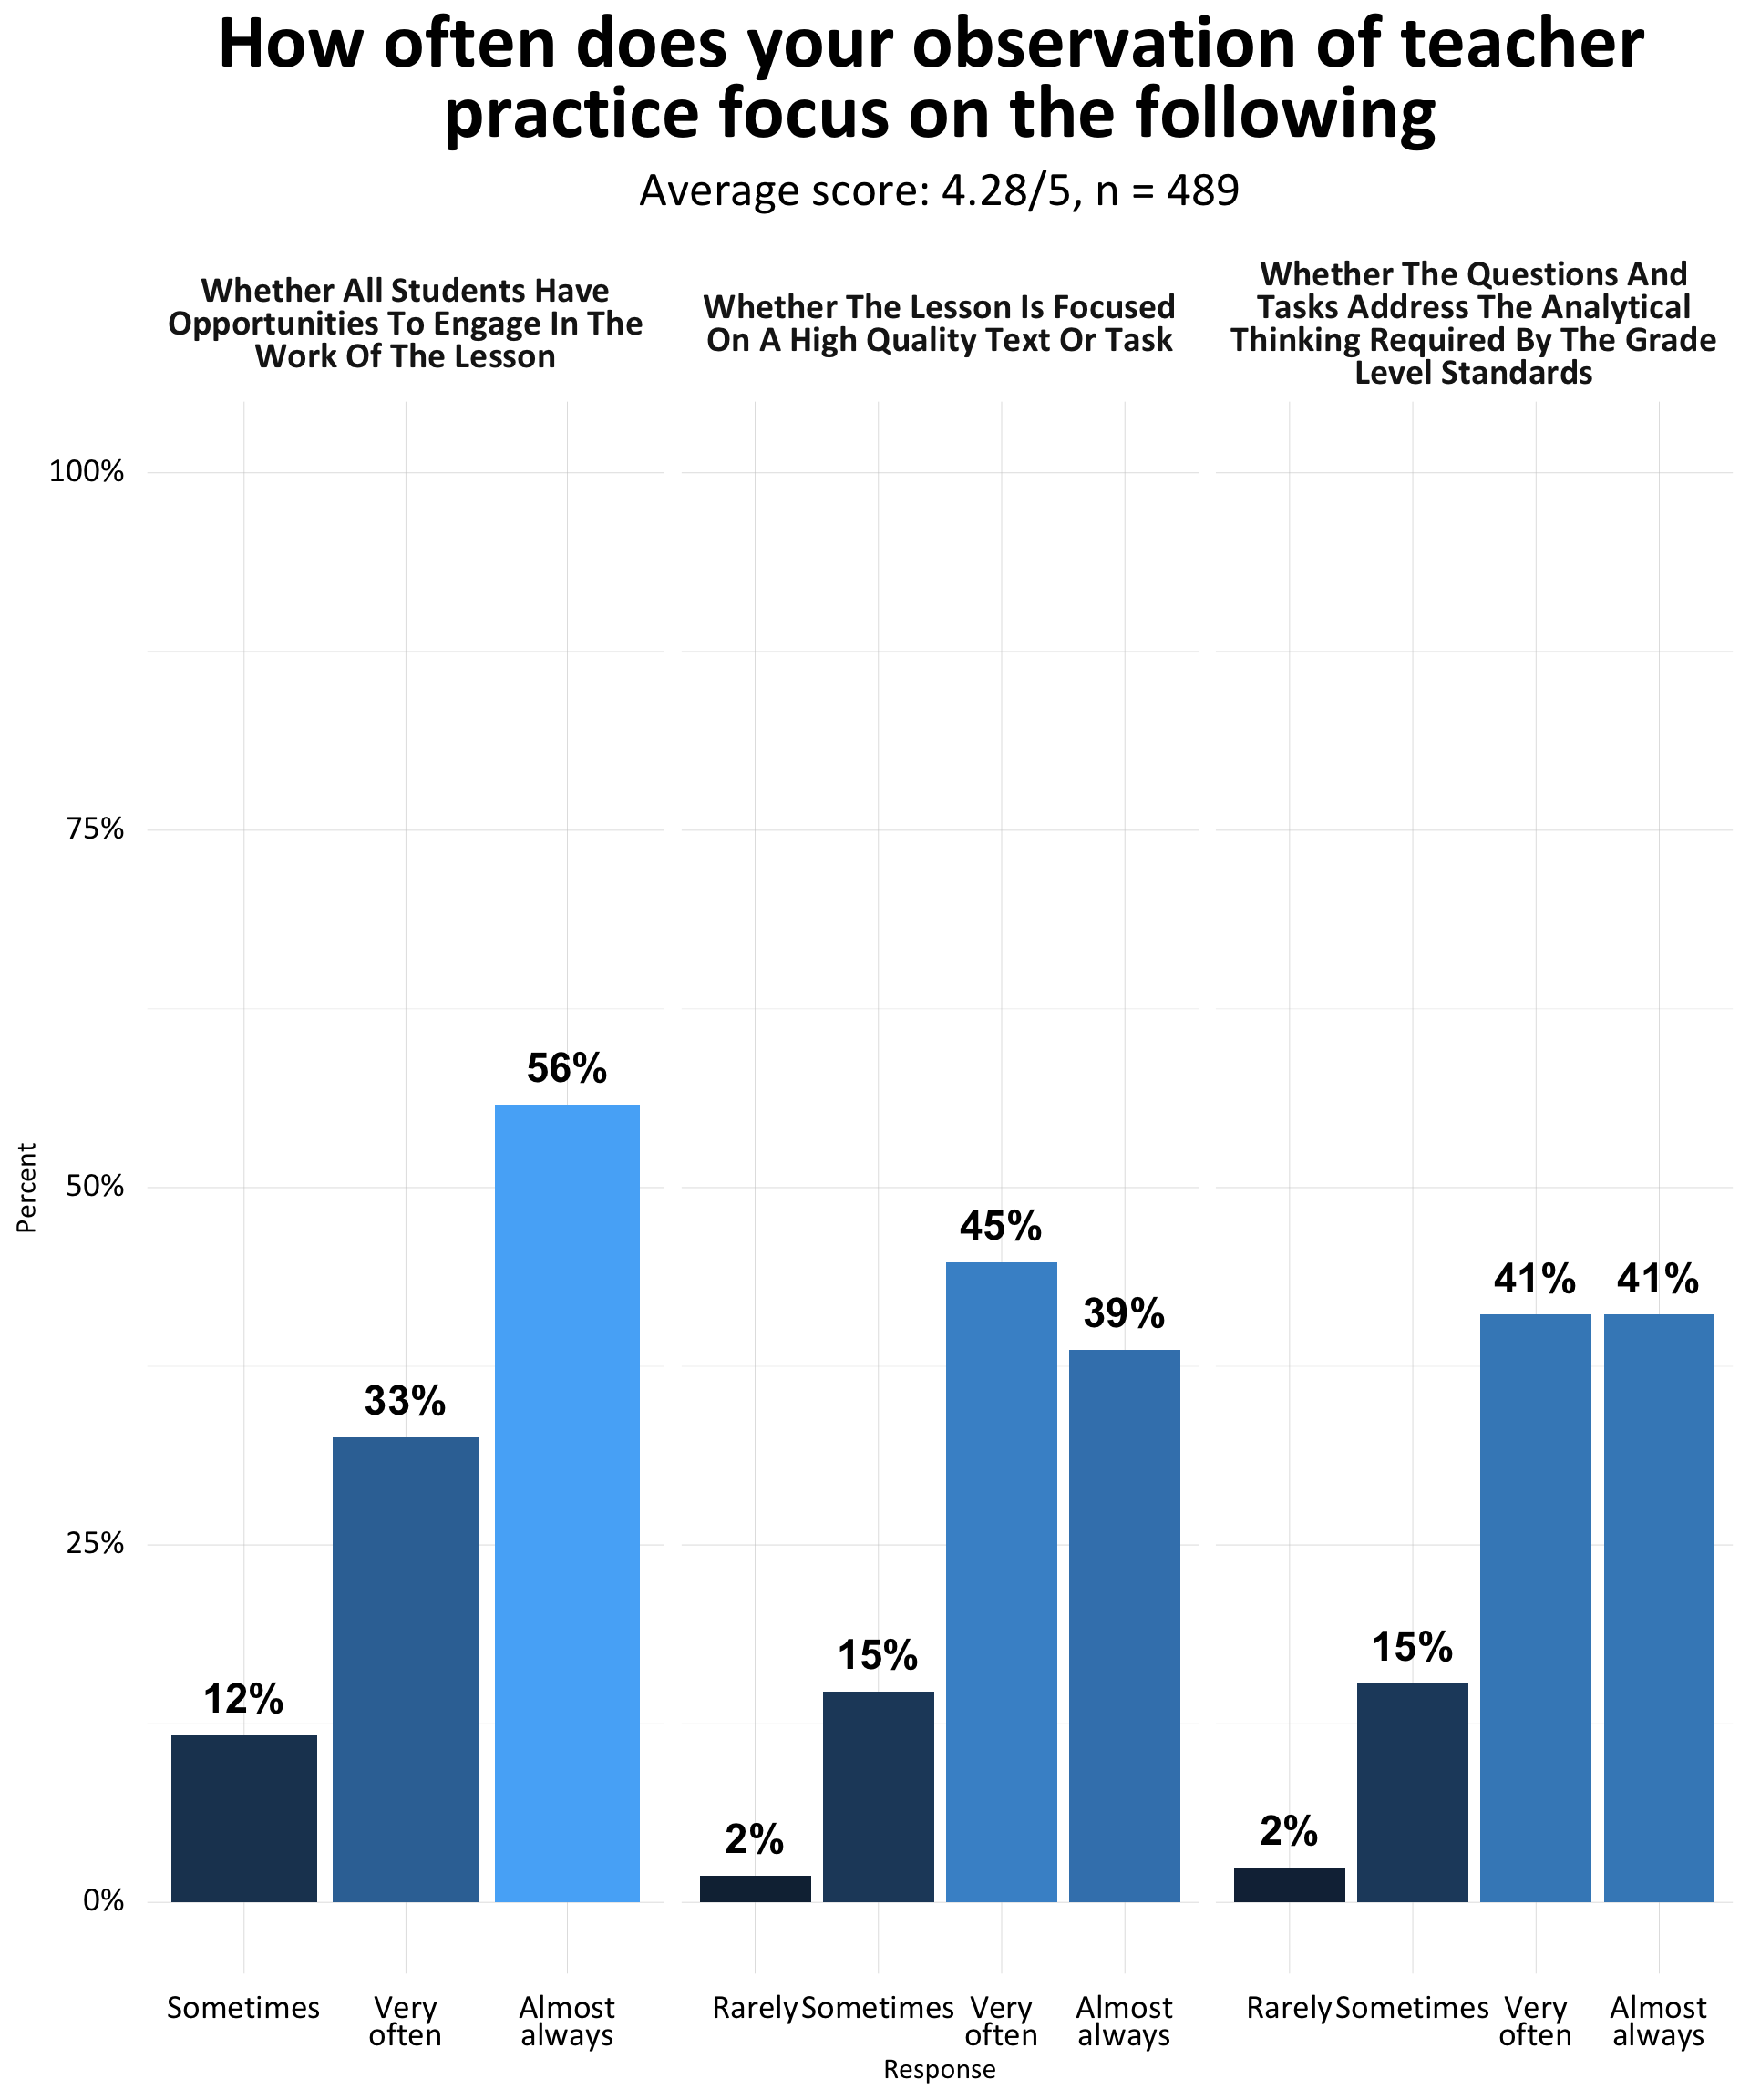 How often does your observation of teacher
practice focus on the following
Average score: 4.28/5, n = 489
Whether All Students Have
Opportunities To Engage In The
Work Of The Lesson
Whether The Lesson Is Focused
On A High Quality Text Or Task
Whether The Questions And
Tasks Address The Analytical
Thinking Required By The Grade
Level Standards
Percent
100%
75%
50%
25%
0%
12%
33%
56%
2%
15%
45%
39%
2%
15%
41%
41%
Sometimes
Very
often
Almost
always
Rarely
Sometimes
Very
often
Almost
always
Rarely
Sometimes
Very
often
Almost
always
Response